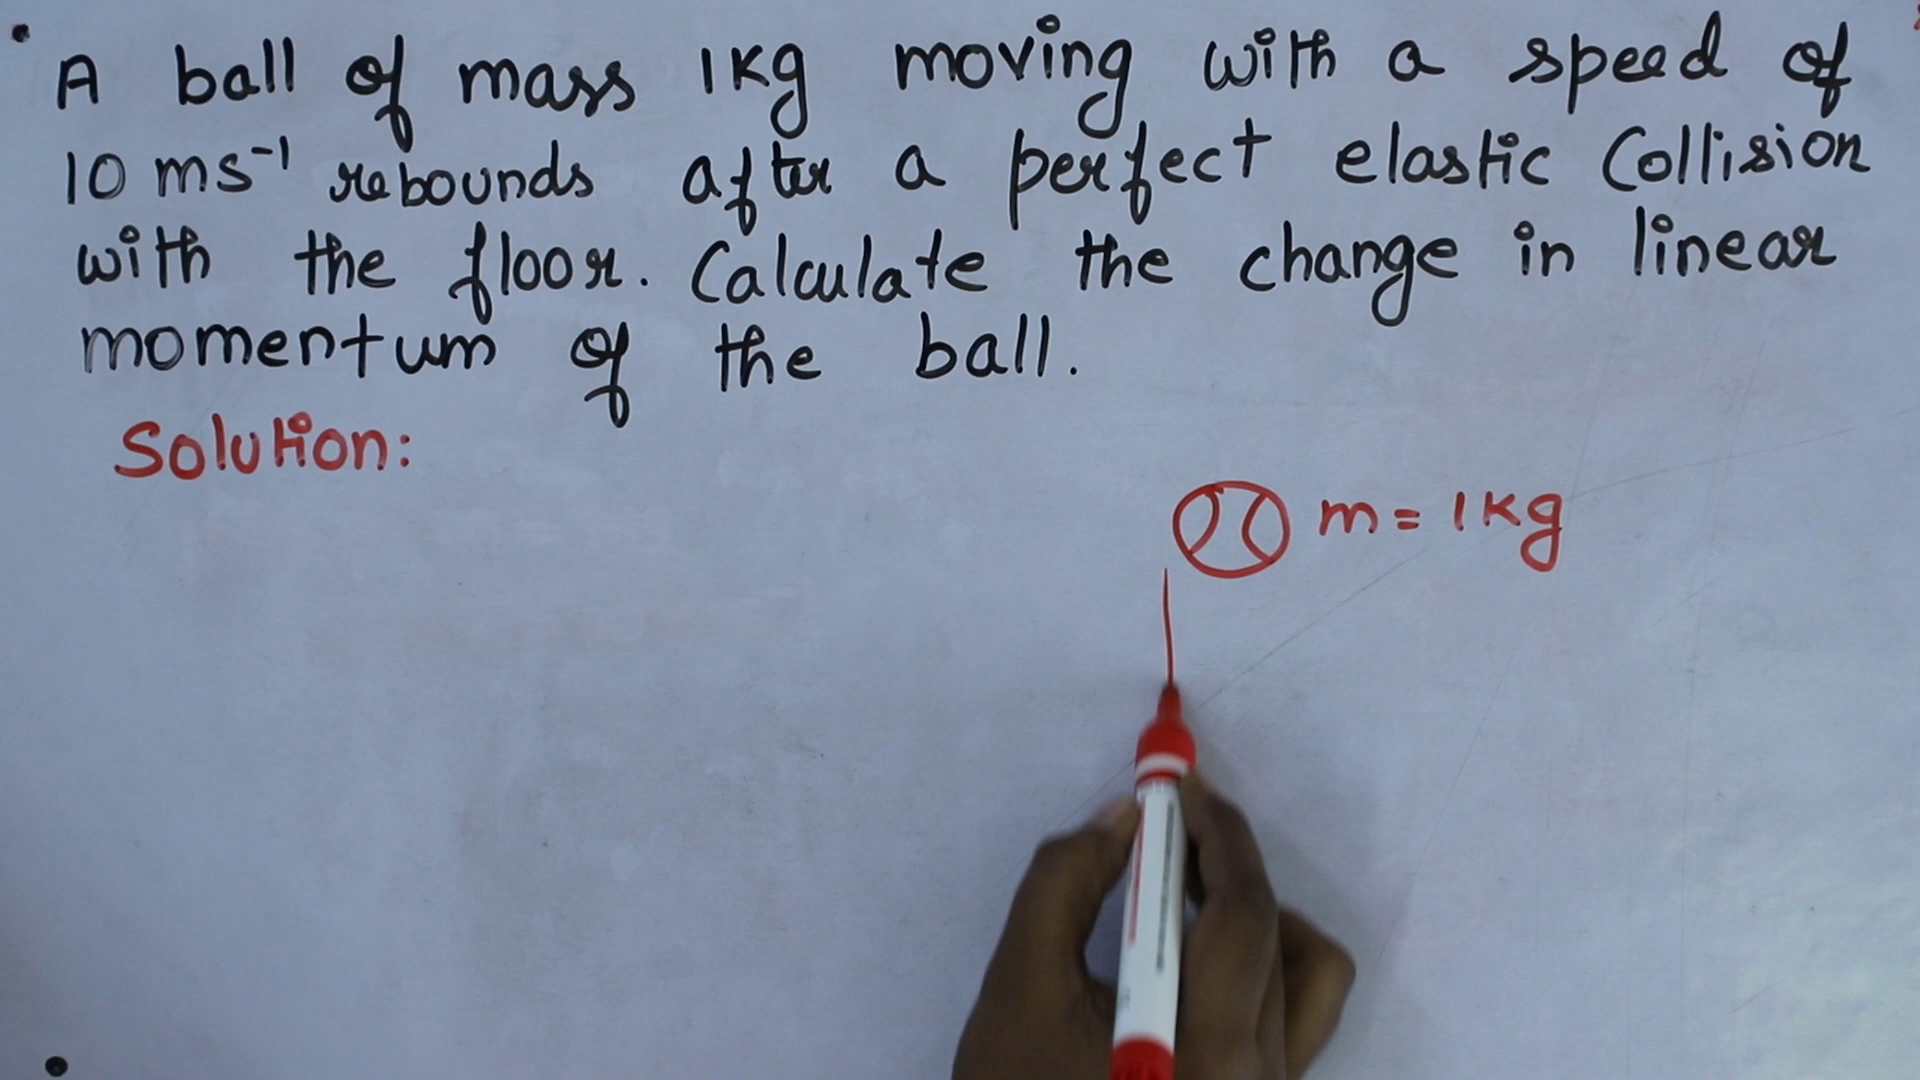 A ball of mass 1Kg moving with a speed of
10 ms⁻¹ rebounds after a perfect elastic Collision
with the floor. Calculate the change in linear
momentum of the ball.
Solution:
m = 1Kg